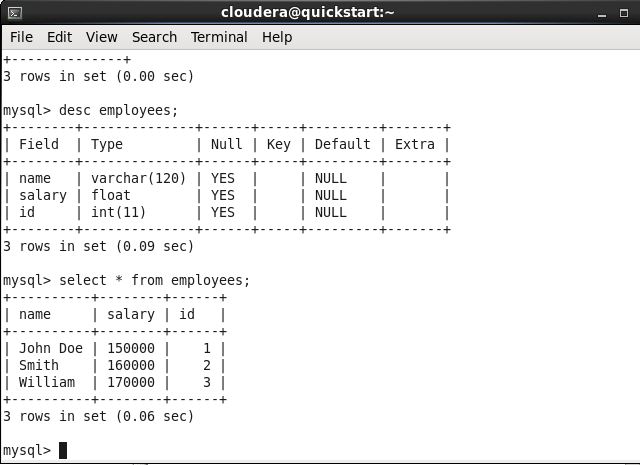 cloudera@quickstart:~
File Edit View Search Terminal Help
+--------------+
3 rows in set (0.00 sec)
mysql> desc employees;
+--------+--------------+------+-----+---------+-------+
| Field  | Type         | Null | Key | Default | Extra |
+--------+--------------+------+-----+---------+-------+
| name   | varchar(120) | YES  |     | NULL    |       |
| salary | float        | YES  |     | NULL    |       |
| id     | int(11)      | YES  |     | NULL    |       |
+--------+--------------+------+-----+---------+-------+
3 rows in set (0.09 sec)
mysql> select * from employees;
+----------+--------+------+
| name     | salary | id   |
+----------+--------+------+
| John Doe | 150000 |    1 |
| Smith    | 160000 |    2 |
| William  | 170000 |    3 |
+----------+--------+------+
3 rows in set (0.06 sec)
mysql>